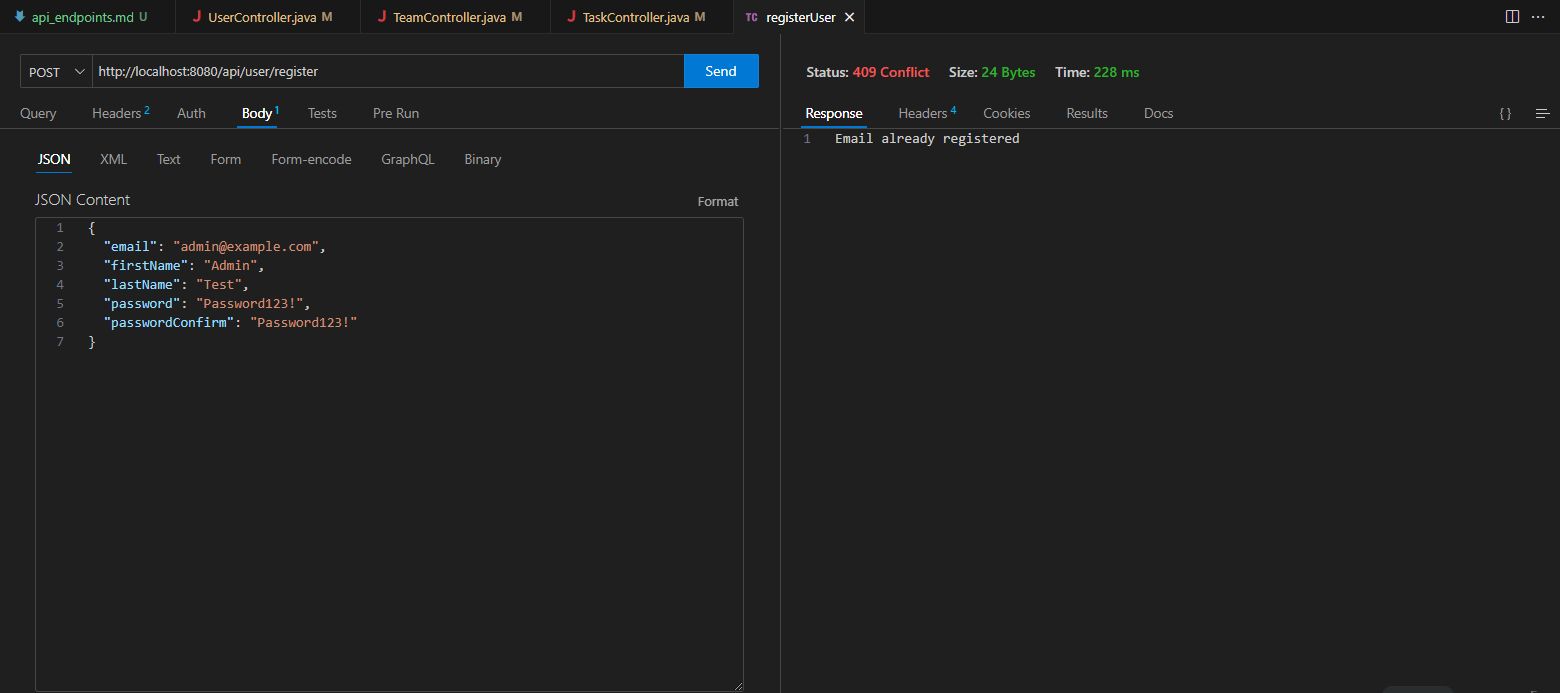 api_endpoints.md U
J UserController.java M
J TeamController.java M
J TaskController.java M
TC registerUser
POST http://localhost:8080/api/user/register Send
Query Headers 2 Auth Body 1 Tests Pre Run
JSON XML Text Form Form-encode GraphQL Binary
JSON Content Format
1 {
2 "email": "admin@example.com",
3 "firstName": "Admin",
4 "lastName": "Test",
5 "password": "Password123!",
6 "passwordConfirm": "Password123!"
7 }
Status: 409 Conflict Size: 24 Bytes Time: 228 ms
Response Headers 4 Cookies Results Docs { }
1 Email already registered